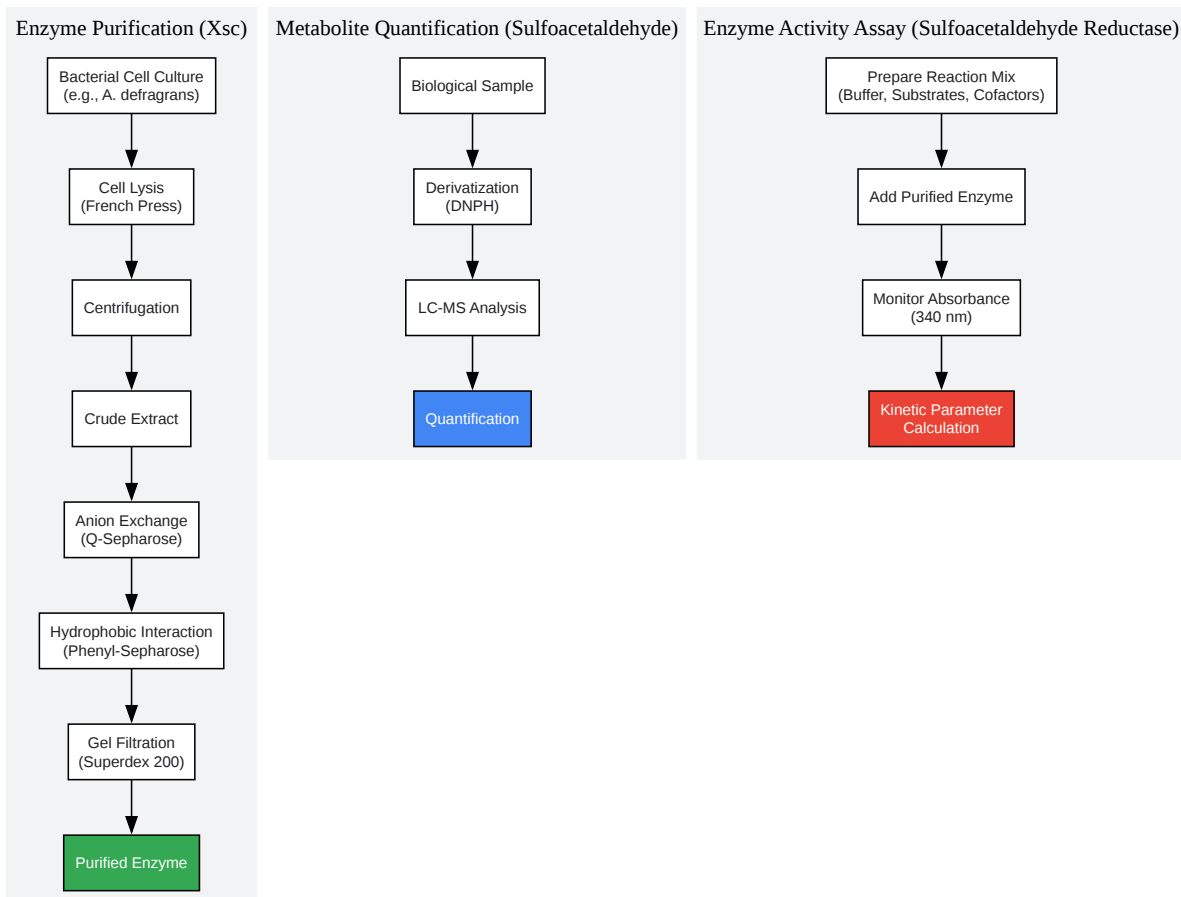 Enzyme Purification (Xsc)
Bacterial Cell Culture
(e.g., A. defragrans)
Cell Lysis
(French Press)
Centrifugation
Crude Extract
Anion Exchange
(Q-Sepharose)
Hydrophobic Interaction
(Phenyl-Sepharose)
Gel Filtration
(Superdex 200)
Purified Enzyme
Metabolite Quantification (Sulfoacetaldehyde)
Biological Sample
Derivatization
(DNPH)
LC-MS Analysis
Quantification
Enzyme Activity Assay (Sulfoacetaldehyde Reductase)
Prepare Reaction Mix
(Buffer, Substrates, Cofactors)
Add Purified Enzyme
Monitor Absorbance
(340 nm)
Kinetic Parameter
Calculation